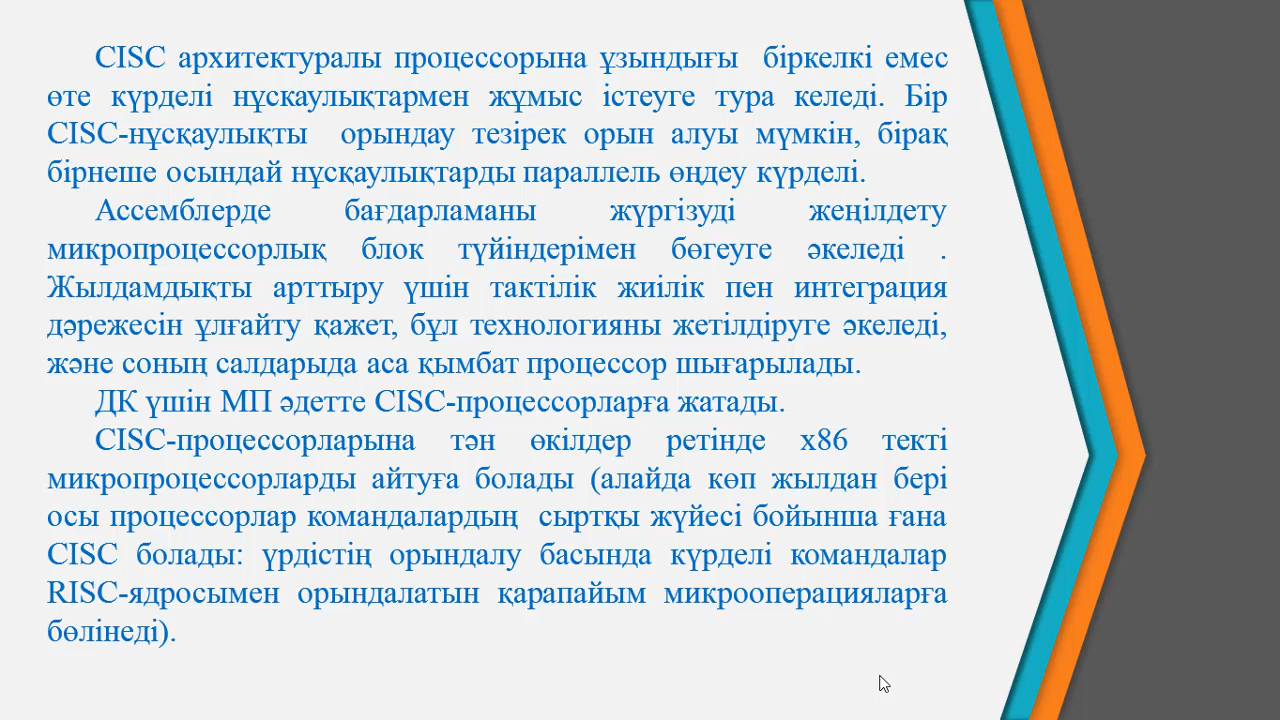 CISC архитектуралы процессорына ұзындығы біркелкі емес
өте күрделі нұскаулықтармен жұмыс істеуге тура келеді. Бір
CISC-нұсқаулықты орындау тезірек орын алуы мүмкін, бірақ
бірнеше осындай нұсқаулықтарды параллель өңдеу күрделі.
Ассемблерде бағдарламаны жүргізуді жеңілдету
микропроцессорлық блок түйіндерімен бөгеуге әкеледі .
Жылдамдықты арттыру үшін тактілік жиілік пен интеграция
дәрежесін ұлғайту қажет, бұл технологияны жетілдіруге әкеледі,
және соның салдарыда аса қымбат процессор шығарылады.
ДК үшін МП әдетте CISC-процессорларға жатады.
CISC-процессорларына тән өкілдер ретінде x86 текті
микропроцессорларды айтуға болады (алайда көп жылдан бері
осы процессорлар командалардың сыртқы жүйесі бойынша ғана
CISC болады: үрдістің орындалу басында күрделі командалар
RISC-ядросымен орындалатын қарапайым микрооперацияларға
бөлінеді).